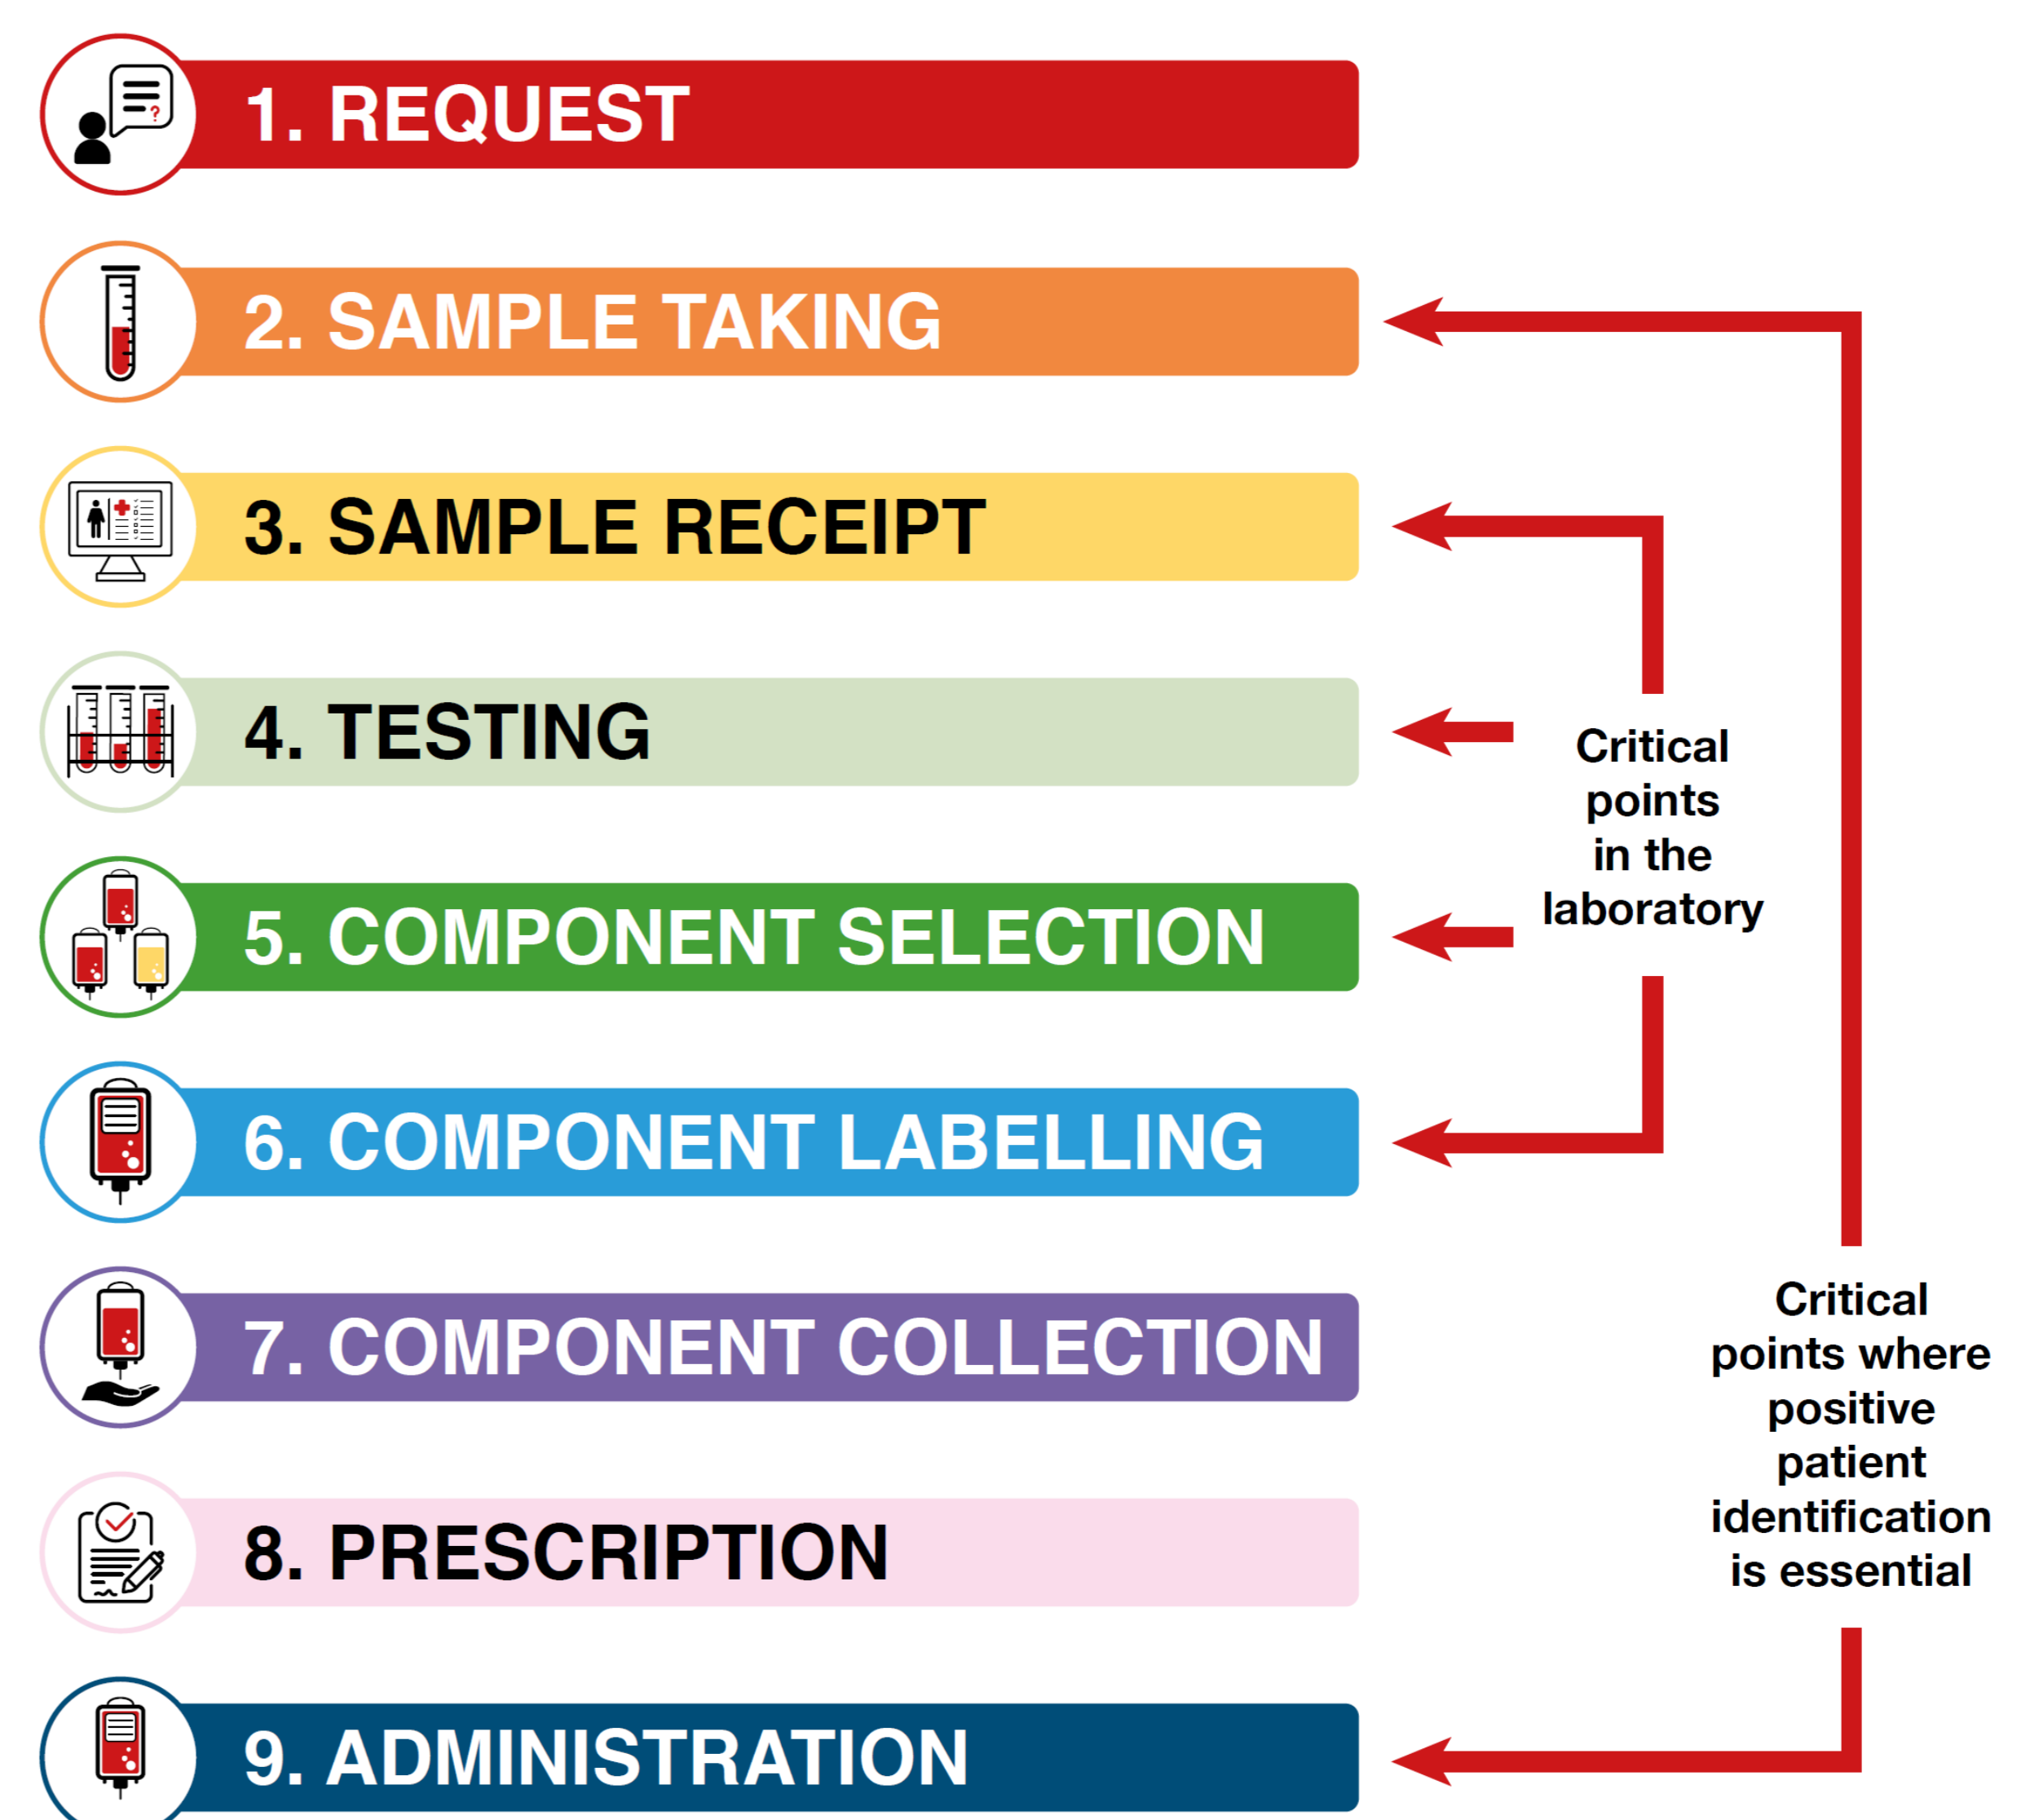 1. REQUEST
2. SAMPLE TAKING
3. SAMPLE RECEIPT
4. TESTING
5. COMPONENT SELECTION
6. COMPONENT LABELLING
7. COMPONENT COLLECTION
8. PRESCRIPTION
9. ADMINISTRATION
Critical
points
in the
laboratory
Critical
points where
positive
patient
identification
is essential